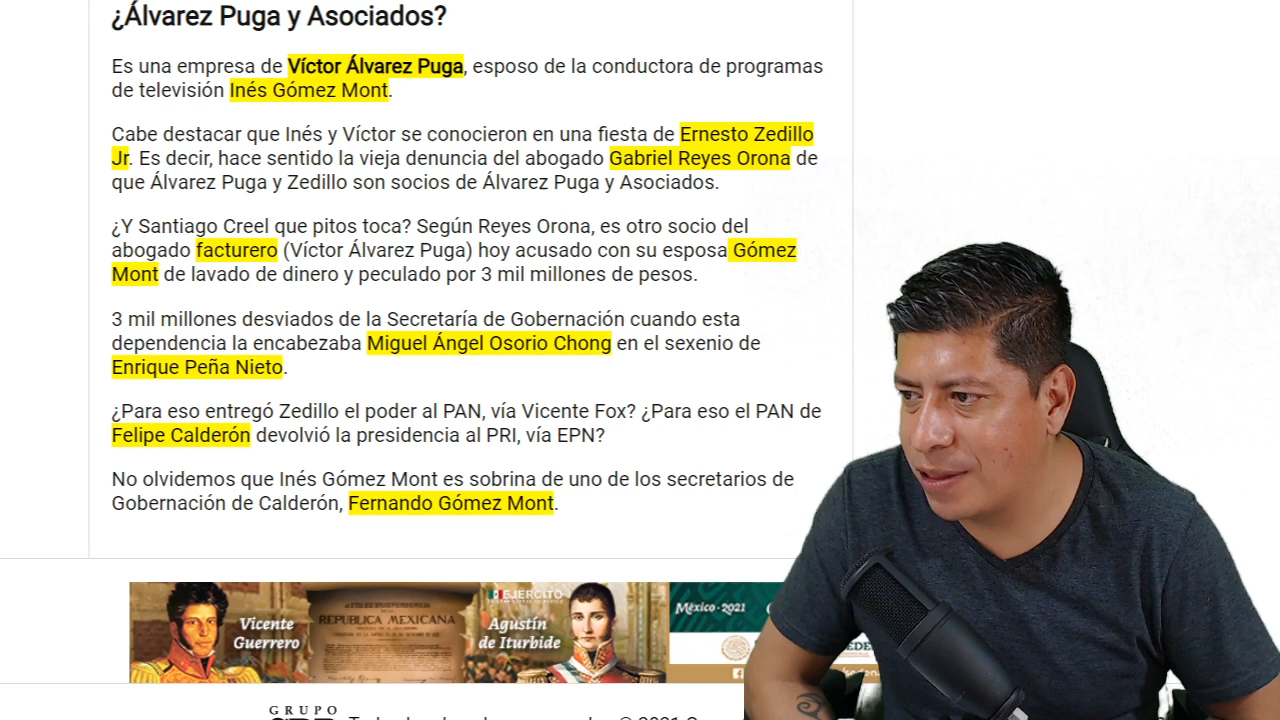 ¿Álvarez Puga y Asociados?
Es una empresa de Víctor Álvarez Puga, esposo de la conductora de programas
de televisión Inés Gómez Mont.
Cabe destacar que Inés y Víctor se conocieron en una fiesta de Ernesto Zedillo
Jr. Es decir, hace sentido la vieja denuncia del abogado Gabriel Reyes Orona de
que Álvarez Puga y Zedillo son socios de Álvarez Puga y Asociados.
¿Y Santiago Creel que pitos toca? Según Reyes Orona, es otro socio del
abogado facturero (Víctor Álvarez Puga) hoy acusado con su esposa Gómez
Mont de lavado de dinero y peculado por 3 mil millones de pesos.
3 mil millones desviados de la Secretaría de Gobernación cuando esta
dependencia la encabezaba Miguel Ángel Osorio Chong en el sexenio de
Enrique Peña Nieto.
¿Para eso entregó Zedillo el poder al PAN, vía Vicente Fox? ¿Para eso el PAN de
Felipe Calderón devolvió la presidencia al PRI, vía EPN?
No olvidemos que Inés Gómez Mont es sobrina de uno de los secretarios de
Gobernación de Calderón, Fernando Gómez Mont.
Vicente
Guerrero
REPUBLICA MEXICANA
EJERCITO
Agustín
de Iturbide
México · 2021
GRUPO